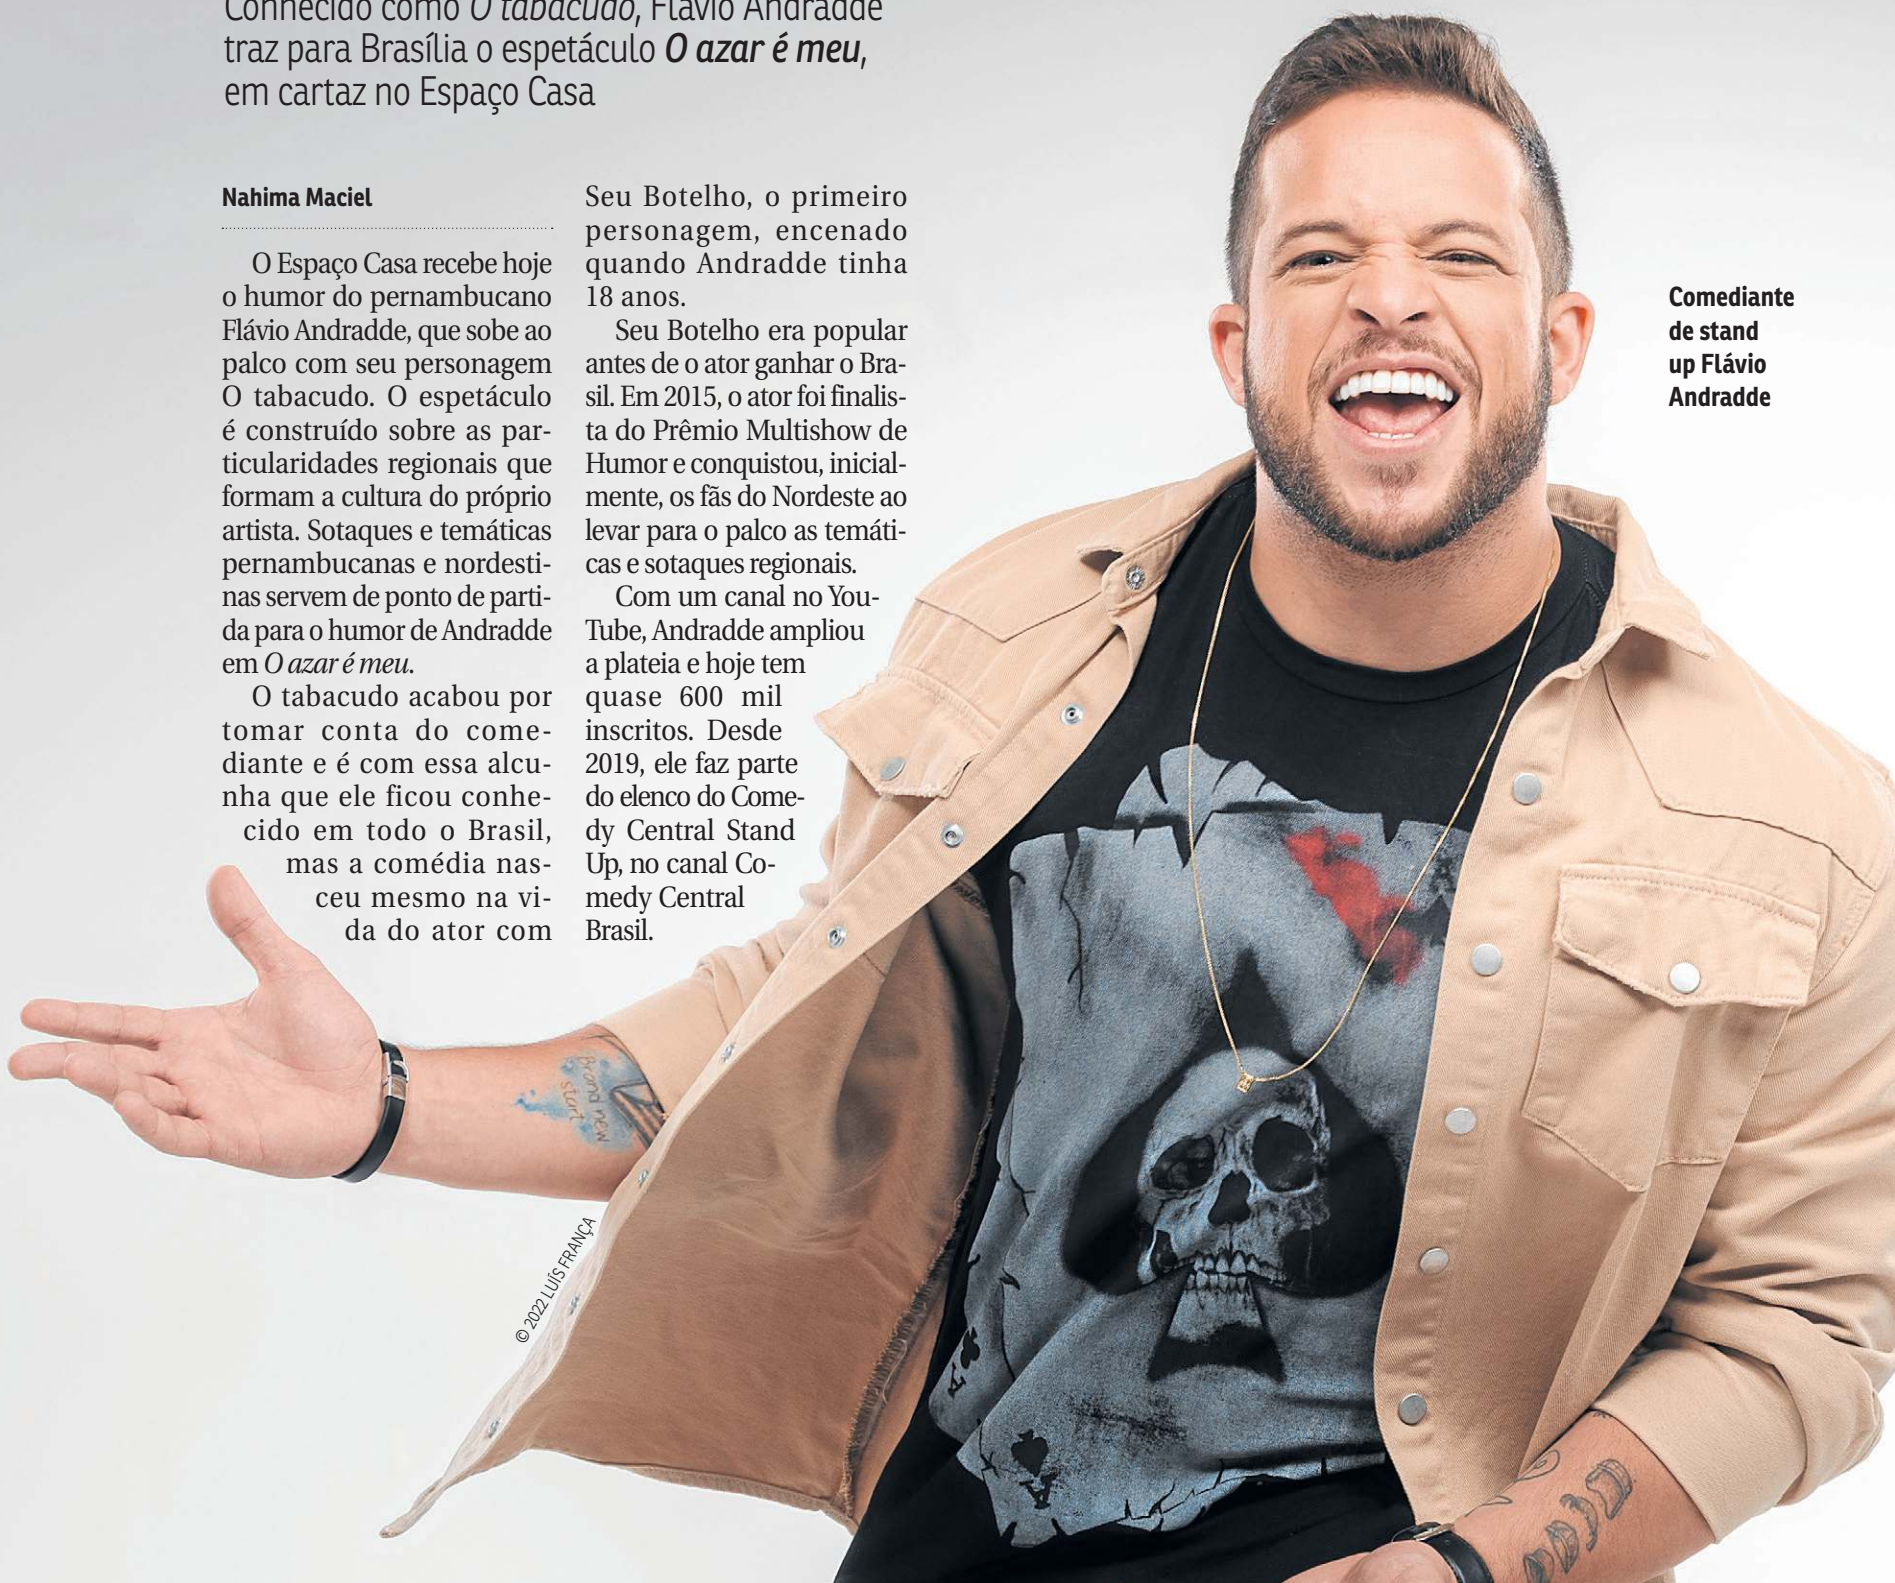 Conhecido como O tabacudo, Flávio Andradde
traz para Brasília o espetáculo O azar é meu,
em cartaz no Espaço Casa
Nahima Maciel
O Espaço Casa recebe hoje
o humor do pernambucano
Flávio Andradde, que sobe ao
palco com seu personagem
O tabacudo. O espetáculo
é construído sobre as par-
ticularidades regionais que
formam a cultura do próprio
artista. Sotaques e temáticas
pernambucanas e nordesti-
nas servem de ponto de parti-
da para o humor de Andradde
em O azar é meu.
O tabacudo acabou por
tomar conta do come-
diante e é com essa alcu-
nha que ele ficou conhe-
cido em todo o Brasil,
mas a comédia nas-
ceu mesmo na vi-
da do ator com
Seu Botelho, o primeiro
personagem, encenado
quando Andradde tinha
18 anos.
Seu Botelho era popular
antes de o ator ganhar o Bra-
sil. Em 2015, o ator foi finalis-
ta do Prêmio Multishow de
Humor e conquistou, inicial-
mente, os fãs do Nordeste ao
levar para o palco as temáti-
cas e sotaques regionais.
Com um canal no You-
Tube, Andradde ampliou
a plateia e hoje tem
quase 600 mil
inscritos. Desde
2019, ele faz parte
do elenco do Come-
dy Central Stand
Up, no canal Co-
medy Central
Brasil.
Comediante
de stand
up Flávio
Andradde
© 2022 LUÍS FRANÇA
Brand new
start
A
A
A